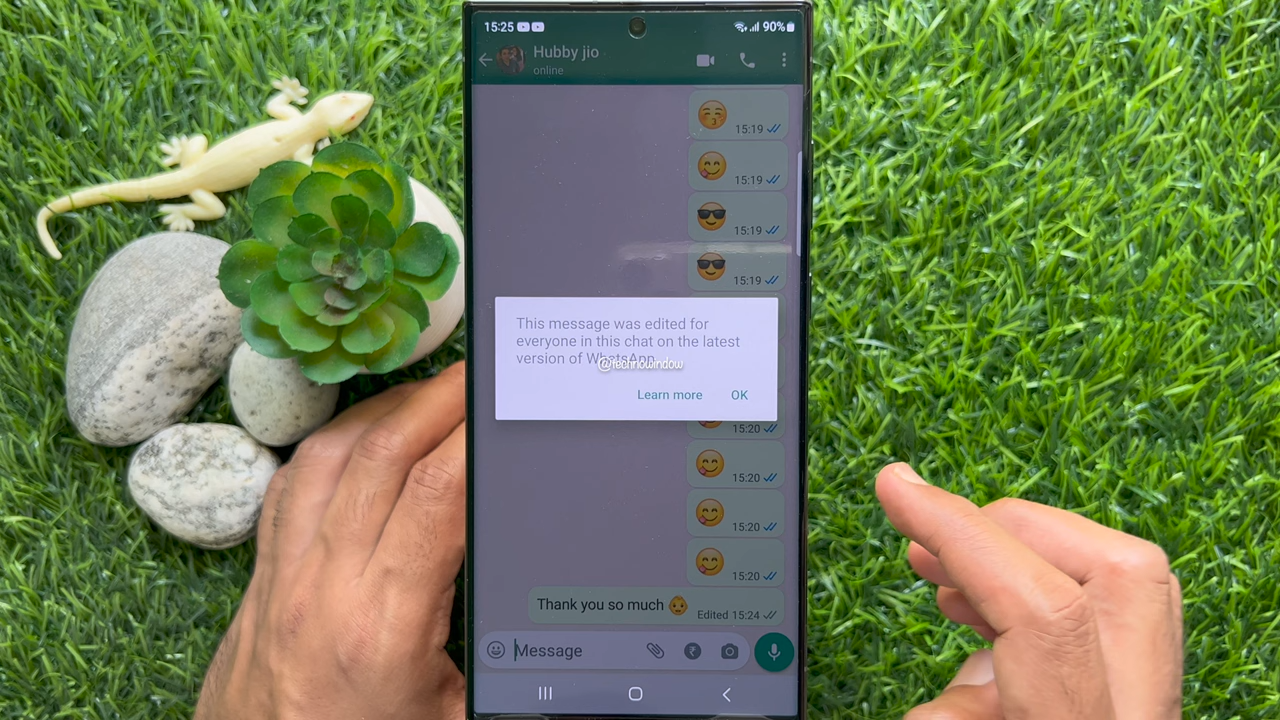 15:25 90%
Hubby jio
online
15:19
15:19
15:19
15:19
This message was edited for
everyone in this chat on the latest
version of WhatsApp.
@technowindow
Learn more OK
15:20
15:20
15:20
15:20
Thank you so much
Edited 15:24
Message